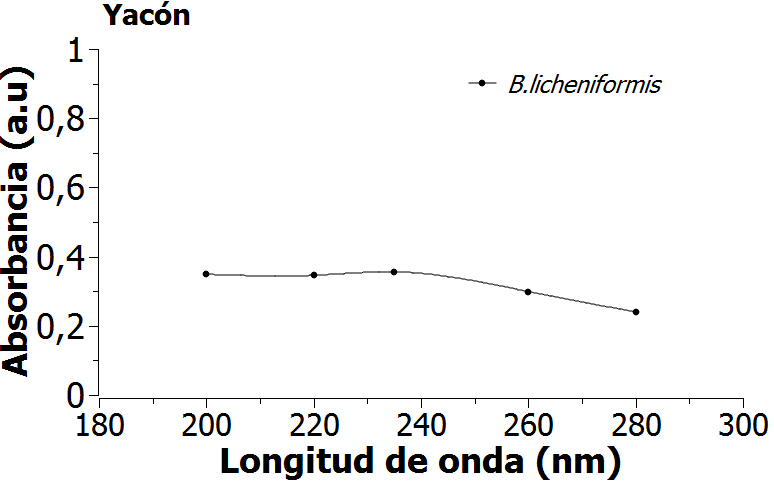 Yacón
1
B.licheniformis
0,8
0,6
0,4
0,2
0
Absorbancia (a.u)
180 200 220 240 260 280 300
Longitud de onda (nm)